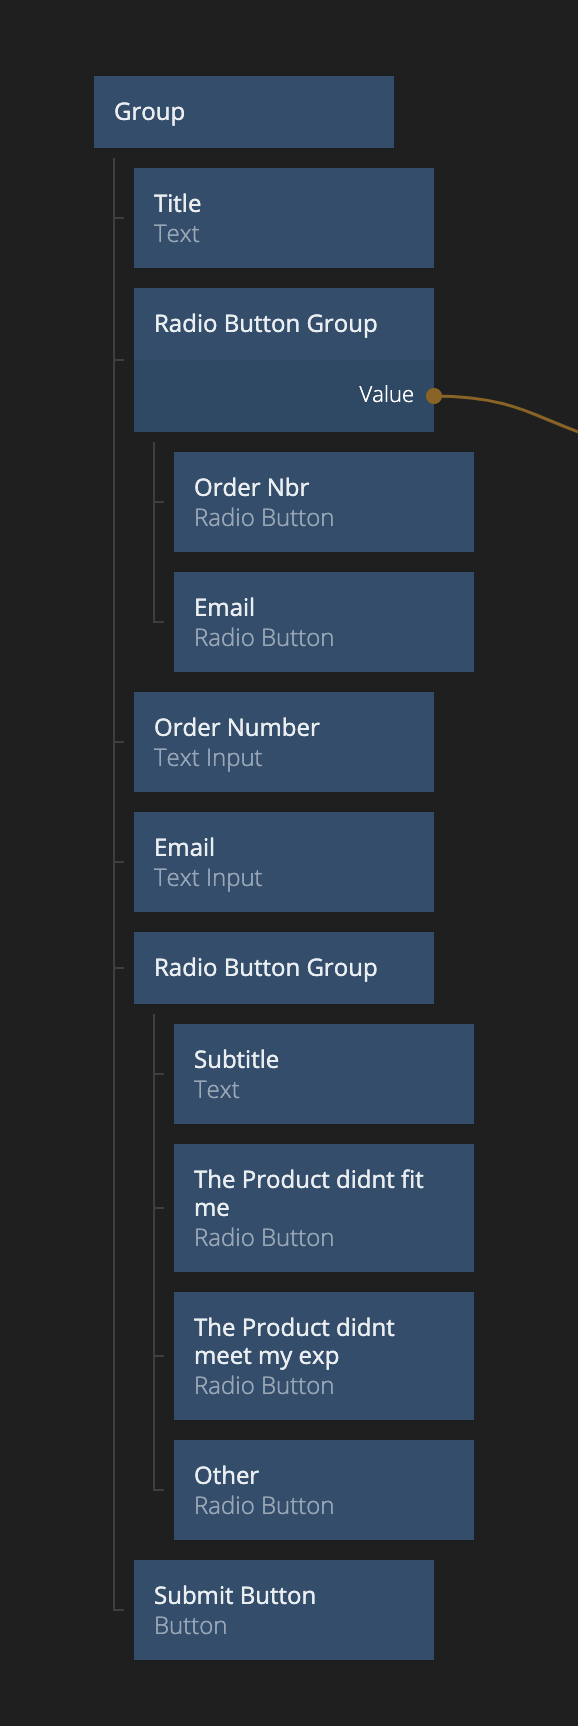 Group
Title
Text
Radio Button Group
Value
Order Nbr
Radio Button
Email
Radio Button
Order Number
Text Input
Email
Text Input
Radio Button Group
Subtitle
Text
The Product didnt fit
me
Radio Button
The Product didnt
meet my exp
Radio Button
Other
Radio Button
Submit Button
Button